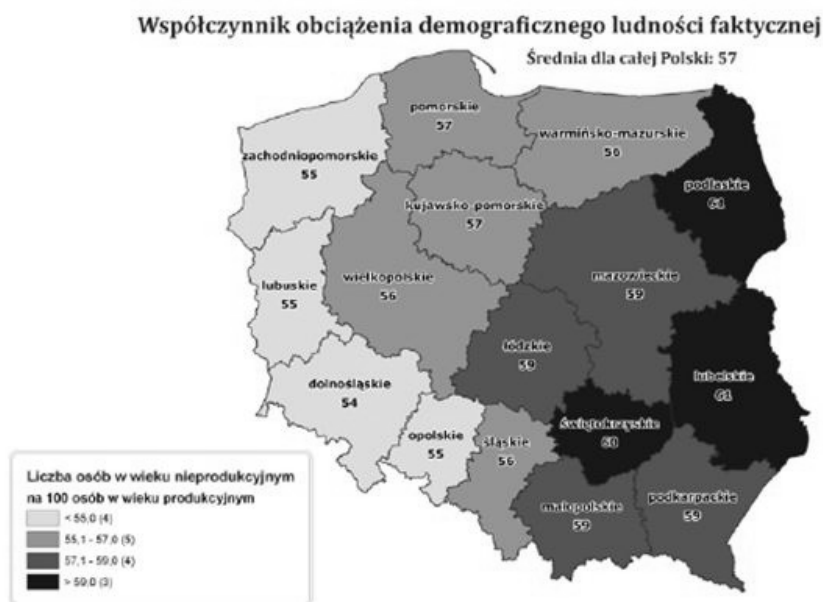 Współczynnik obciążenia demograficznego ludności faktycznej
Średnia dla całej Polski: 57
pomorskie
57
warmińsko-mazurskie
56
zachodniopomorskie
55
podlaskie
61
kujawsko-pomorskie
57
mazowieckie
59
wielkopolskie
56
lubuskie
55
łódzkie
59
lubelskie
61
dolnośląskie
54
świętokrzyskie
60
opolskie
55
śląskie
56
podkarpackie
59
małopolskie
59
Liczba osób w wieku nieprodukcyjnym
na 100 osób w wieku produkcyjnym
< 55,0 (4)
55,1 - 57,0 (5)
57,1 - 59,0 (4)
> 59,0 (3)